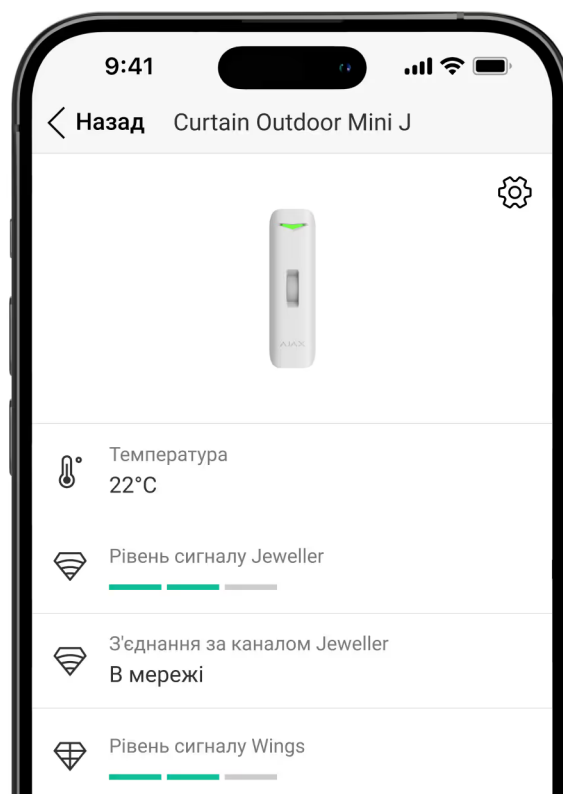 9:41
Назад Curtain Outdoor Mini J
AJAX
Температура
22°C
Рівень сигналу Jeweller
З'єднання за каналом Jeweller
В мережі
Рівень сигналу Wings